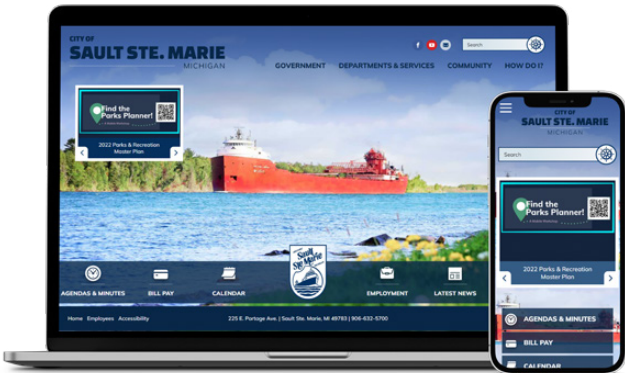 CITY OF
SAULT STE. MARIE
MICHIGAN
Search
GOVERNMENT DEPARTMENTS & SERVICES COMMUNITY HOW DO I?
Find the
Parks Planner!
2022 Parks & Recreation
Master Plan
Sault
Ste Marie
AGENDAS & MINUTES BILL PAY CALENDAR EMPLOYMENT LATEST NEWS
Home Employees Accessibility 225 E. Portage Ave. | Sault Ste. Marie, MI 49783 | 906-632-5700
CITY OF
SAULT STE. MARIE
MICHIGAN
Search
Find the
Parks Planner!
2022 Parks & Recreation
Master Plan
AGENDAS & MINUTES
BILL PAY
CALENDAR